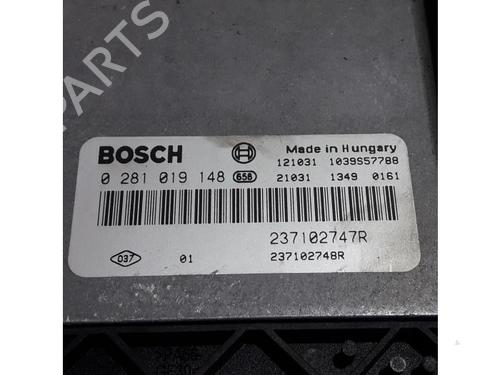 PARTS
BOSCH
Made in Hungary
121031 1039S57788
0 281 019 148 658
21031 1349 0161
237102747R
037 01
237102748R